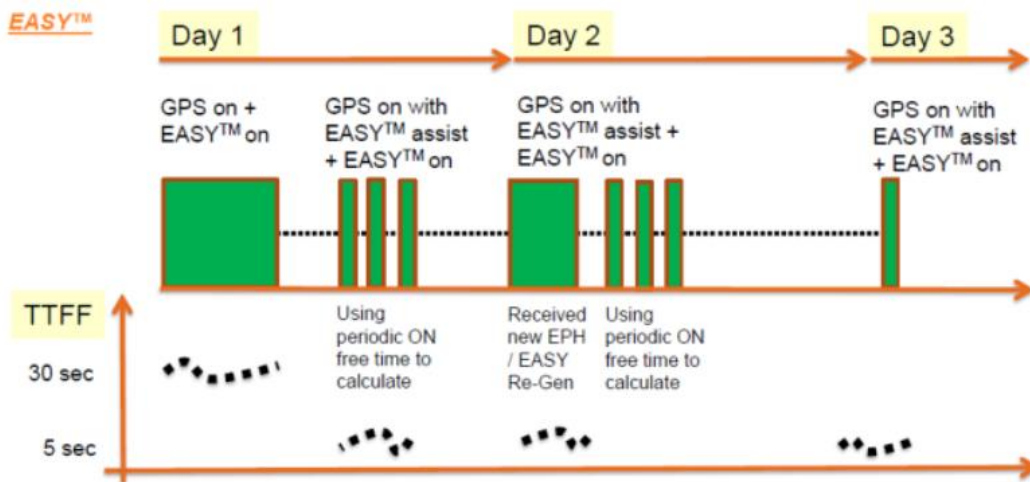 EASY™
Day 1
Day 2
Day 3
GPS on +
EASY™ on
GPS on with
EASY™ assist
+ EASY™ on
GPS on with
EASY™ assist +
EASY™ on
GPS on with
EASY™ assist
+ EASY™ on
TTFF
30 sec
5 sec
Using
periodic ON
free time to
calculate
Received
new EPH
/ EASY
Re-Gen
Using
periodic ON
free time to
calculate